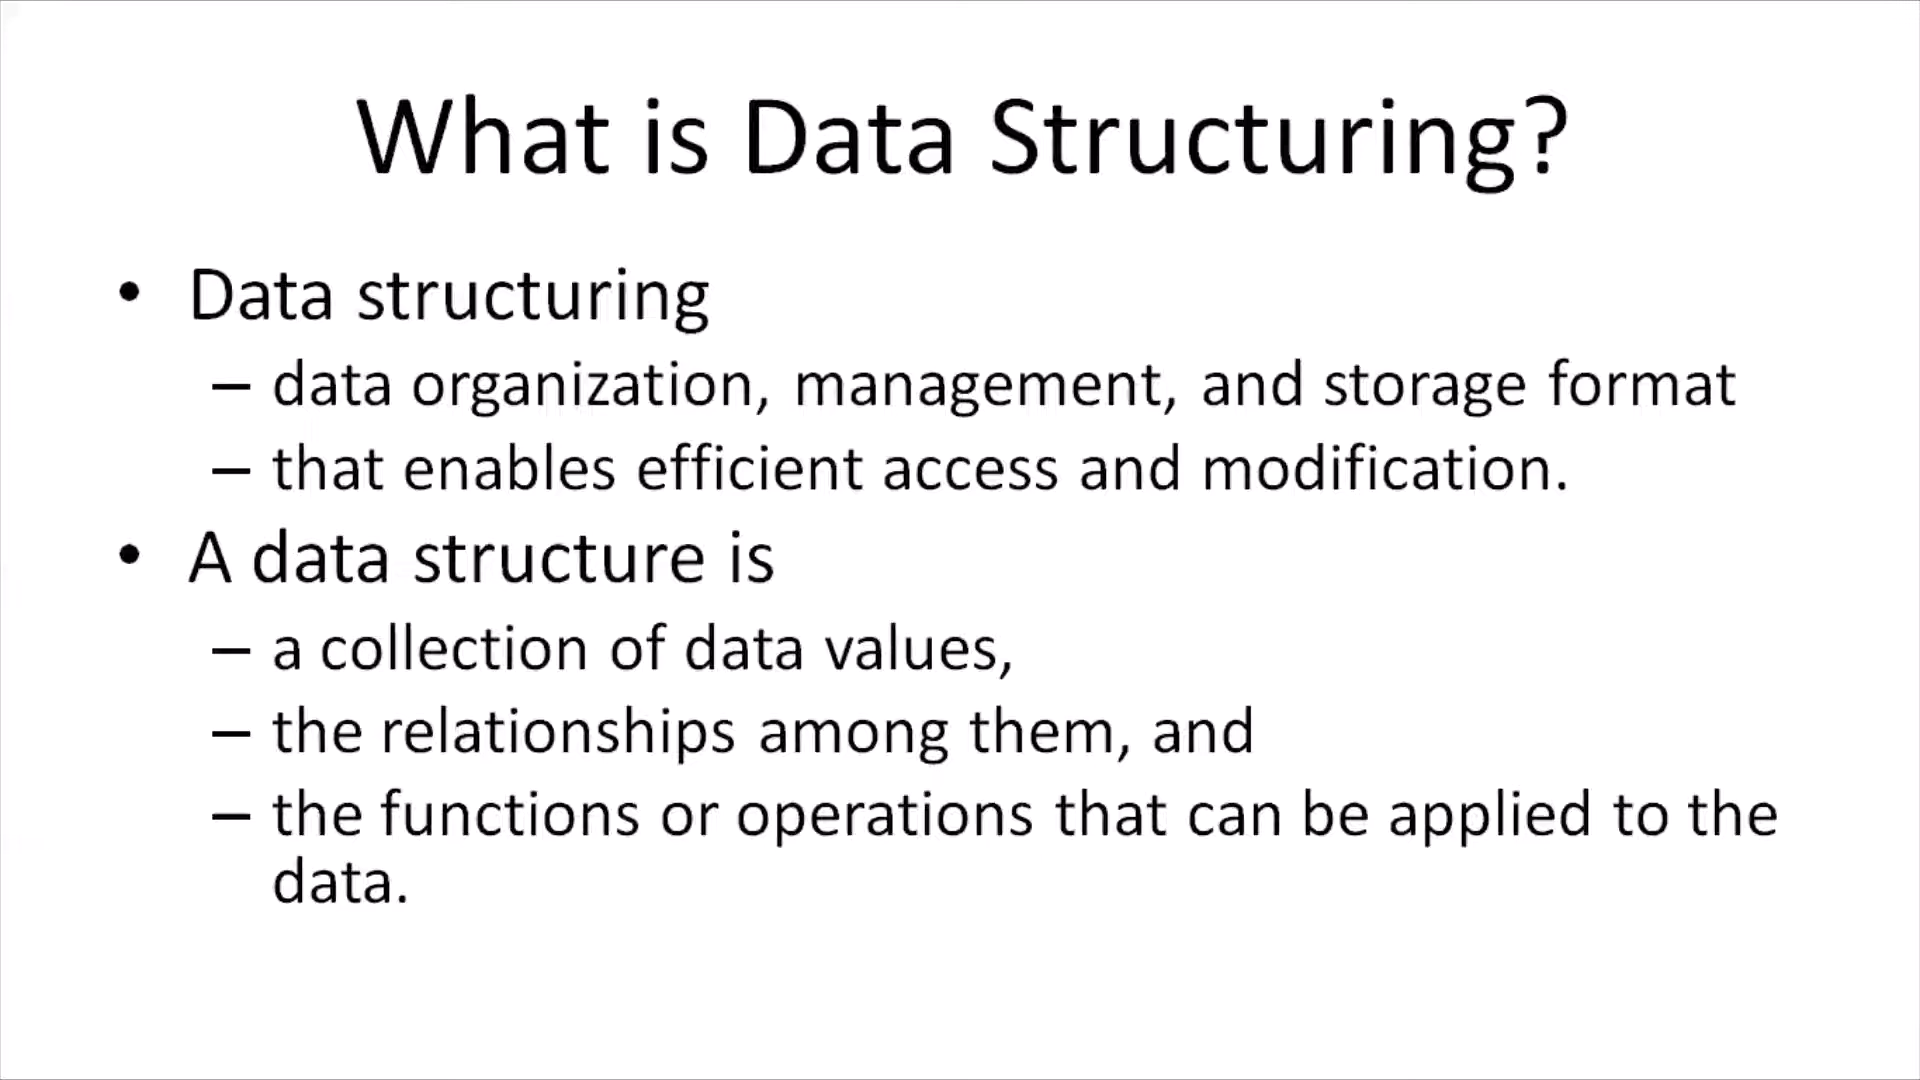 What is Data Structuring?
• Data structuring
– data organization, management, and storage format
– that enables efficient access and modification.
• A data structure is
– a collection of data values,
– the relationships among them, and
– the functions or operations that can be applied to the
data.